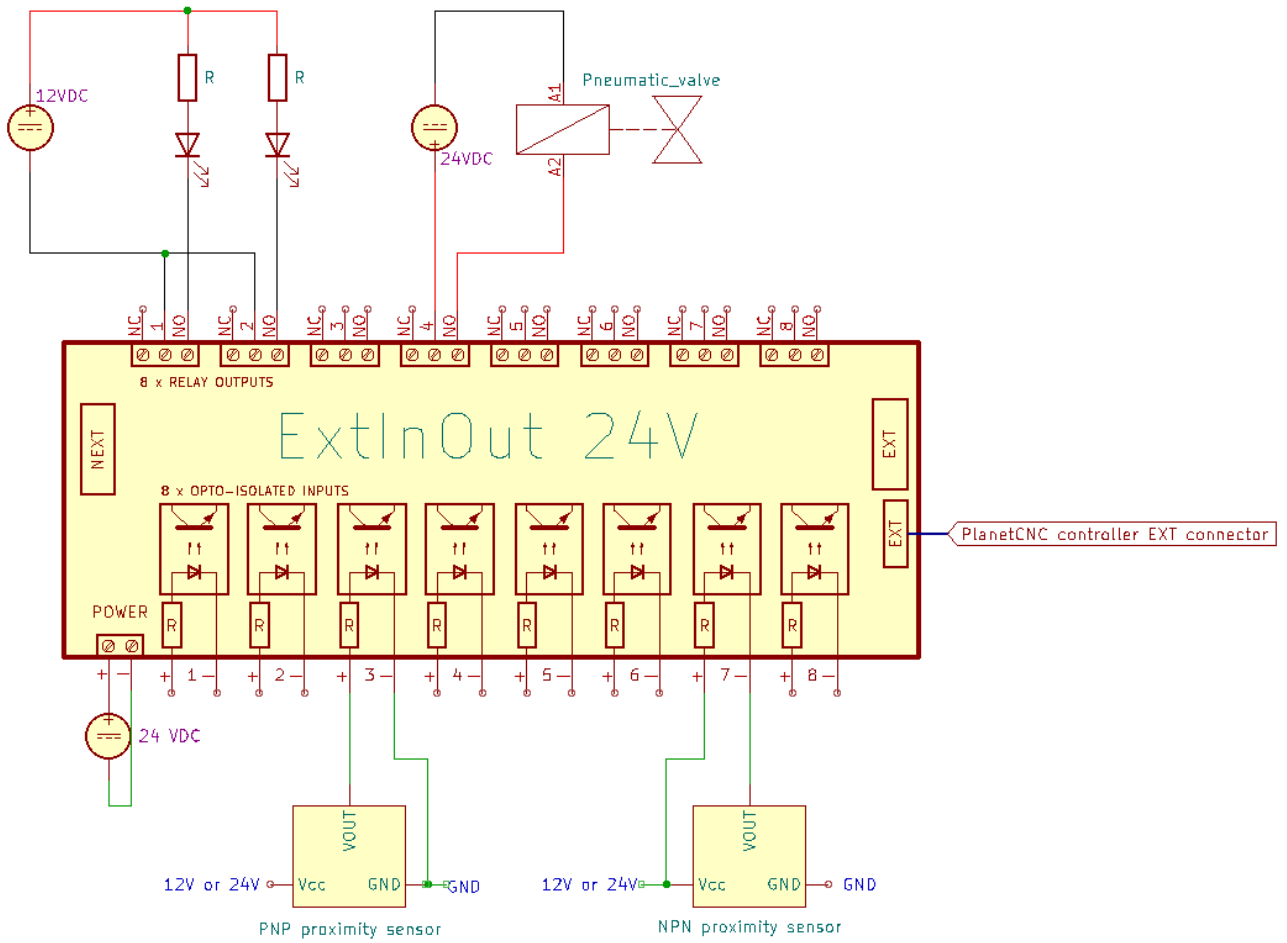 12VDC
R
R
24VDC
Pneumatic_valve
A1
A2
NC 1 NO NC 2 NO NC 3 NO NC 4 NO NC 5 NO NC 6 NO NC 7 NO NC 8 NO
8 x RELAY OUTPUTS
ExtInOut 24V
NEXT
EXT
8 x OPTO-ISOLATED INPUTS
EXT
PlanetCNC controller EXT connector
POWER
R R R R R R R R
+ - + 1 - + 2 - + 3 - + 4 - + 5 - + 6 - + 7 - + 8 -
24 VDC
VOUT
VOUT
12V or 24V Vcc GND GND
12V or 24V Vcc GND GND
PNP proximity sensor
NPN proximity sensor